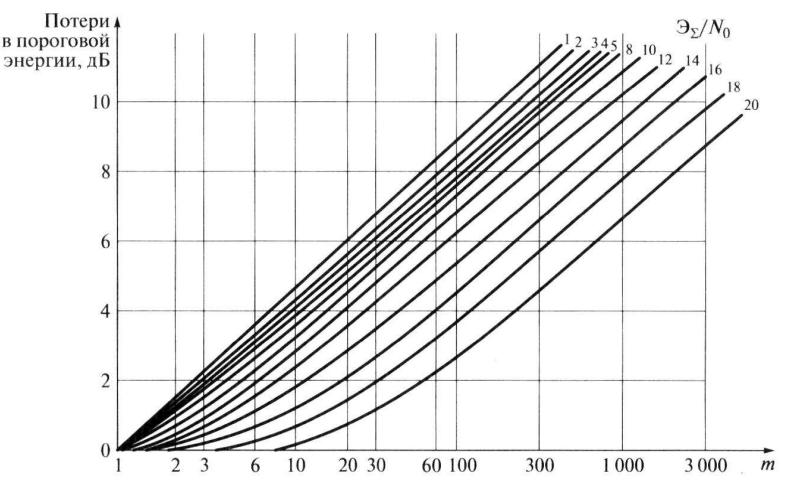 Потери
в пороговой
энергии, дБ
Э_Σ/N_0
1 2 3 4 5 8 10 12 14 16 18 20
10
8
6
4
2
0
1 2 3 6 10 20 30 60 100 300 1 000 3 000 m